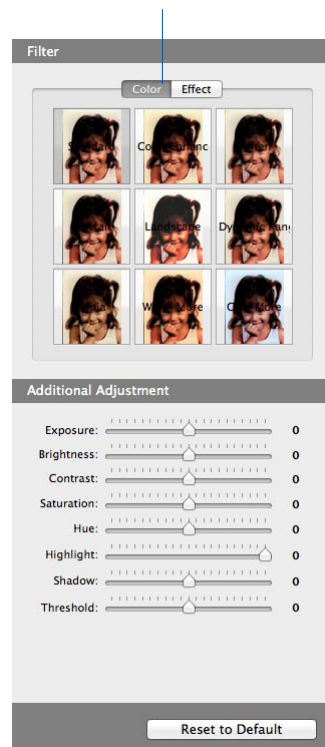 Filter
Color Effect
Standard
Landscape
Additional Adjustment
Exposure: 0
Brightness: 0
Contrast: 0
Saturation: 0
Hue: 0
Highlight: 0
Shadow: 0
Threshold: 0
Reset to Default